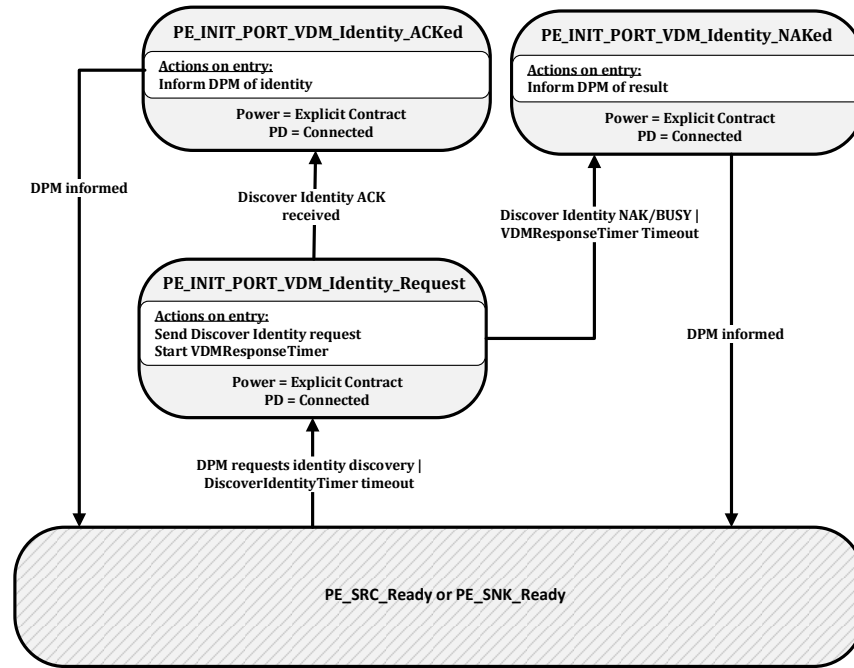 PE_INIT_PORT_VDM_Identity_ACKed
Actions on entry:
Inform DPM of identity
Power = Explicit Contract
PD = Connected
PE_INIT_PORT_VDM_Identity_NAKed
Actions on entry:
Inform DPM of result
Power = Explicit Contract
PD = Connected
DPM informed
Discover Identity ACK
received
Discover Identity NAK/BUSY |
VDMResponseTimer Timeout
PE_INIT_PORT_VDM_Identity_Request
Actions on entry:
Send Discover Identity request
Start VDMResponseTimer
Power = Explicit Contract
PD = Connected
DPM informed
DPM requests identity discovery |
DiscoverIdentityTimer timeout
PE_SRC_Ready or PE_SNK_Ready